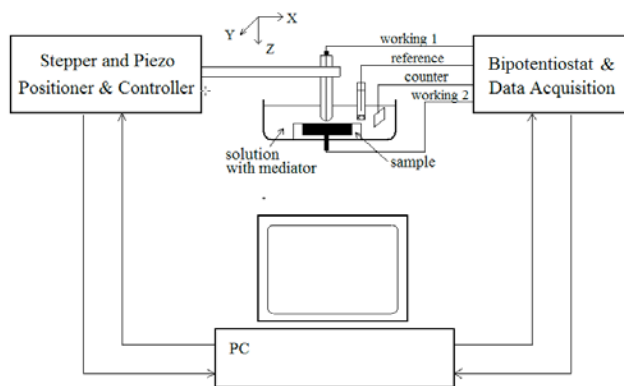 X
Y
Z
Stepper and Piezo
Positioner & Controller
working 1
reference
counter
working 2
Bipotentiostat &
Data Acquisition
solution
with mediator
sample
PC